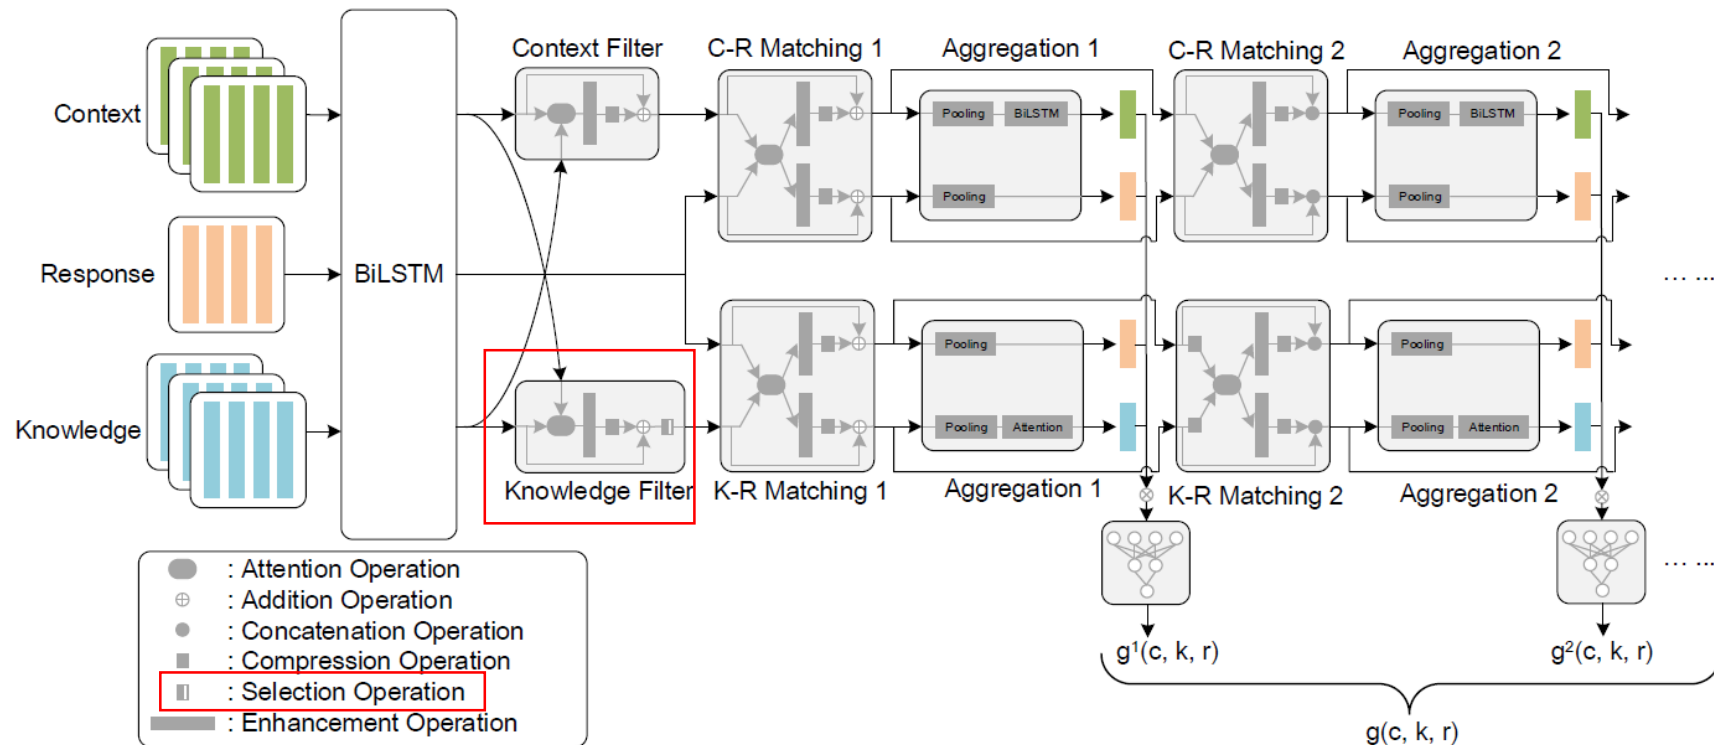 Context Filter
C-R Matching 1
Aggregation 1
C-R Matching 2
Aggregation 2
Context
Pooling
BiLSTM
Pooling
BiLSTM
Pooling
Pooling
Response
BiLSTM
... ...
Pooling
Pooling
Knowledge
Pooling
Attention
Pooling
Attention
Knowledge Filter
K-R Matching 1
Aggregation 1
K-R Matching 2
Aggregation 2
: Attention Operation
: Addition Operation
: Concatenation Operation
: Compression Operation
: Selection Operation
: Enhancement Operation
... ...
g¹(c, k, r)
g²(c, k, r)
g(c, k, r)